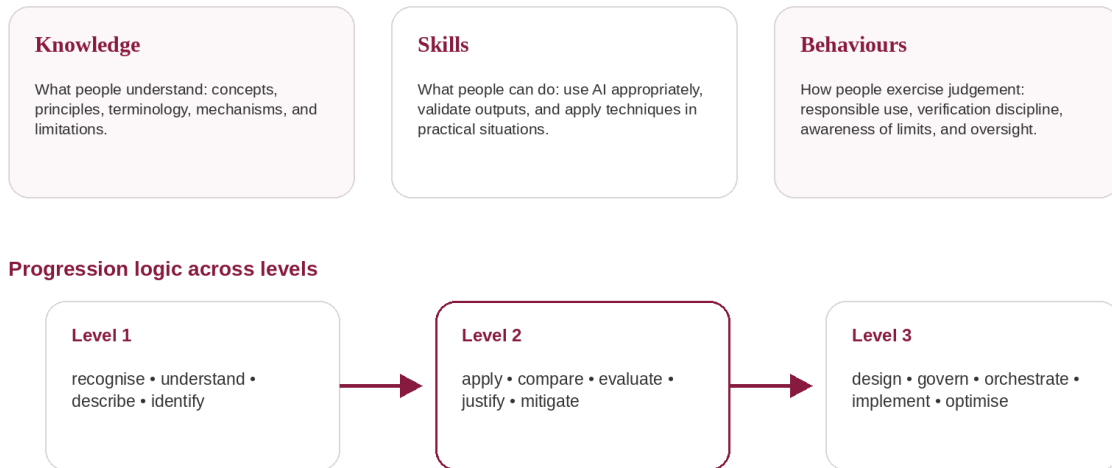 Knowledge
What people understand: concepts,
principles, terminology, mechanisms, and
limitations.
Skills
What people can do: use AI appropriately,
validate outputs, and apply techniques in
practical situations.
Behaviours
How people exercise judgement:
responsible use, verification discipline,
awareness of limits, and oversight.
Progression logic across levels
Level 1
recognise • understand •
describe • identify
Level 2
apply • compare • evaluate •
justify • mitigate
Level 3
design • govern • orchestrate •
implement • optimise